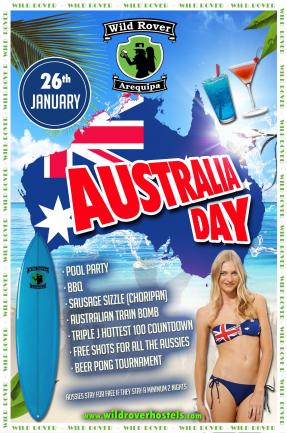 Wild Rover
Arequipa
26th
JANUARY
AUSTRALIA
DAY
• POOL PARTY
• BBQ
• SAUSAGE SIZZLE (CHORIPAN)
• AUSTRALIAN TRAIN BOMB
• TRIPLE J HOTTEST 100 COUNTDOWN
• FREE SHOTS FOR ALL THE AUSSIES
• BEER PONG TOURNAMENT
AUSSIES STAY FOR FREE IF THEY STAY A MINIMUM 2 NIGHTS
www.wildroverhostels.com